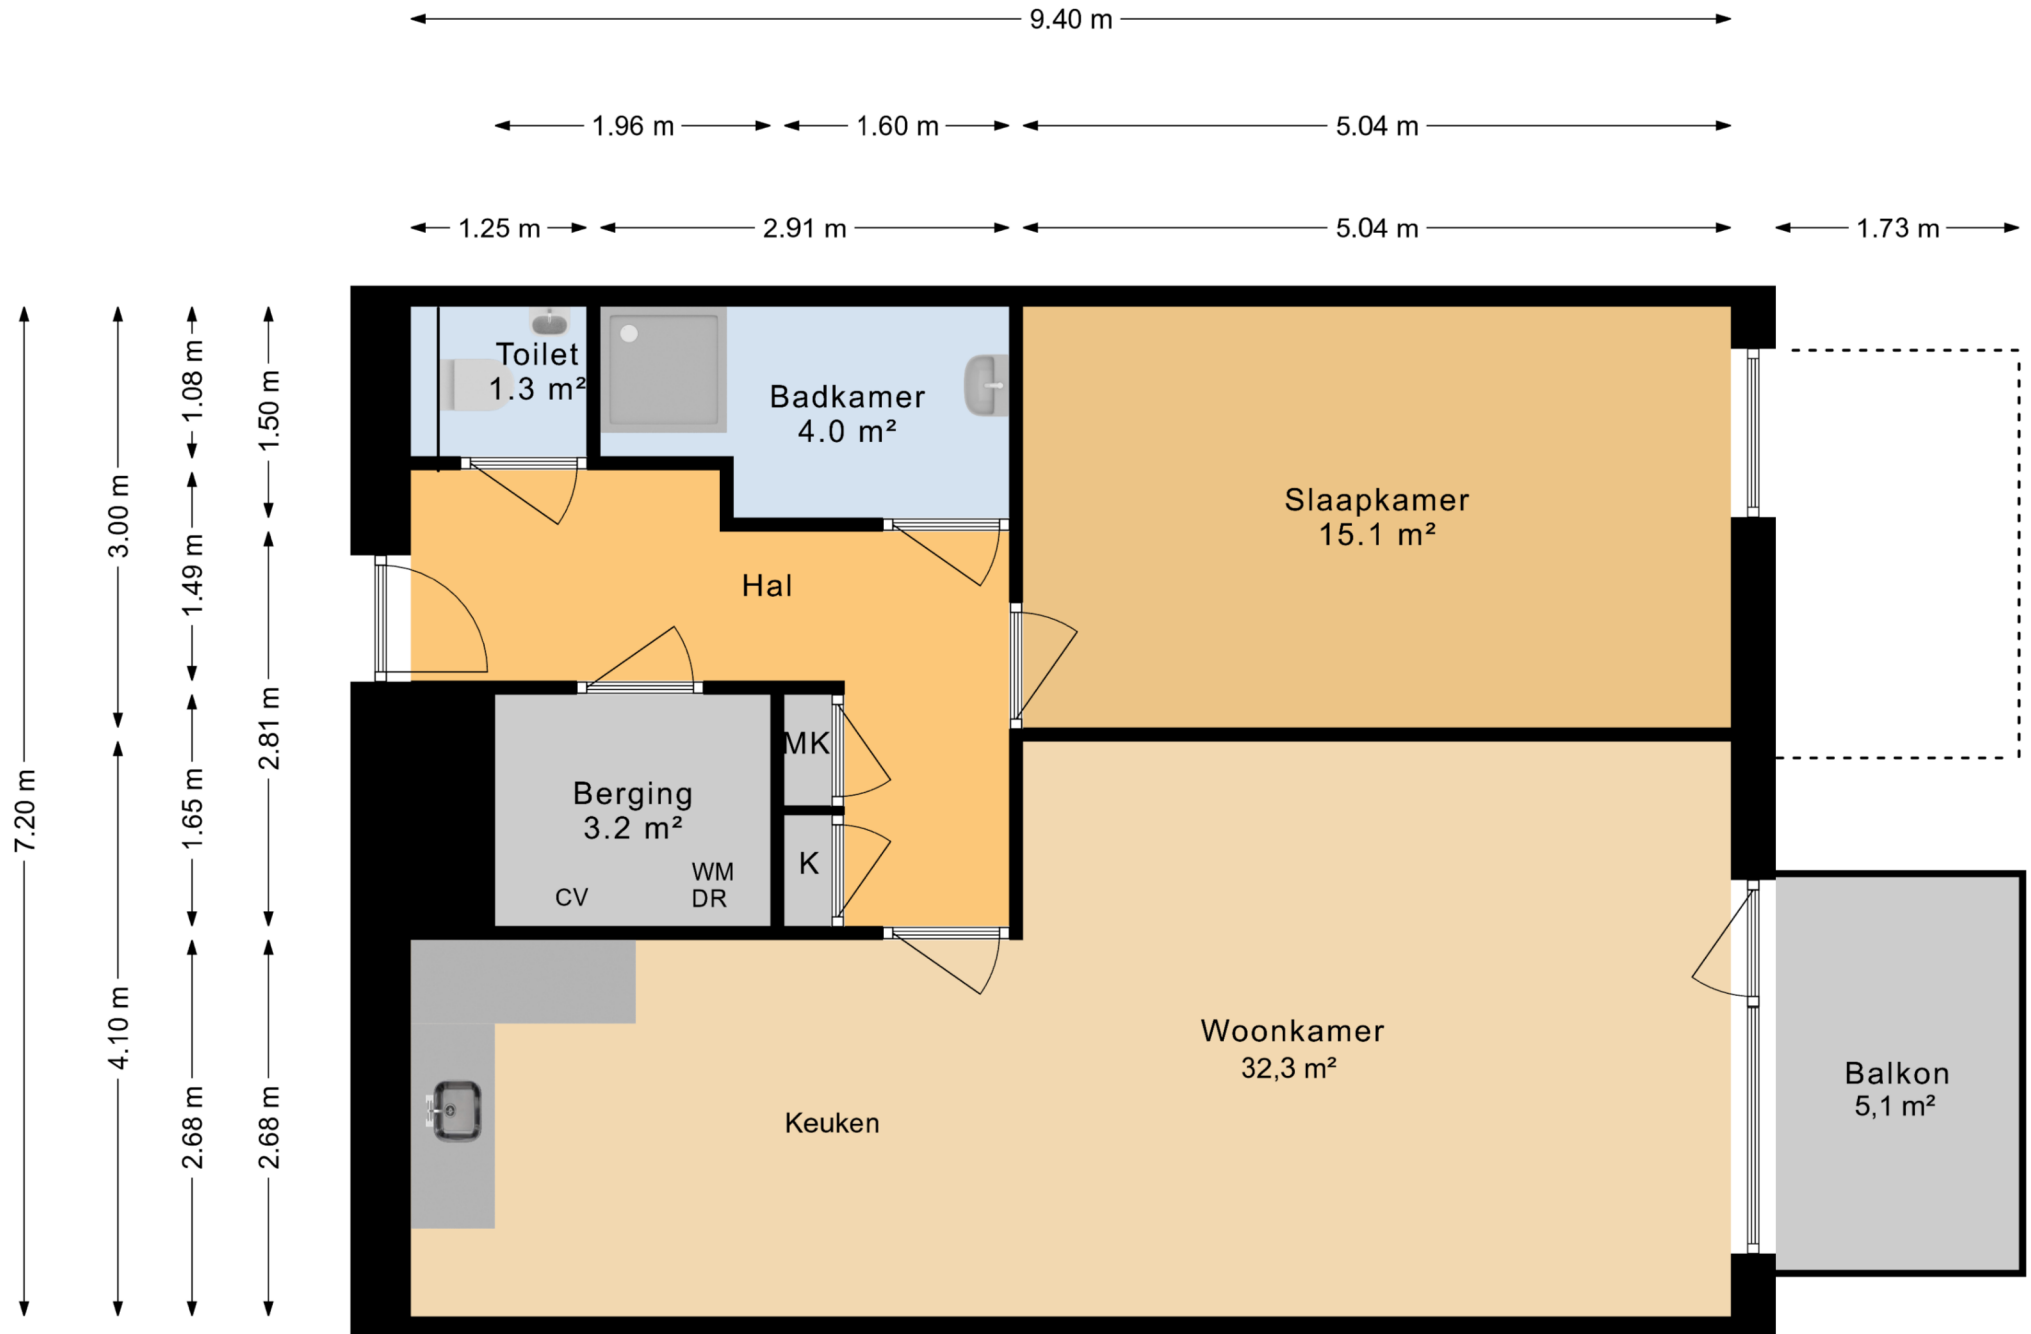 9.40 m
1.96 m
1.60 m
5.04 m
1.25 m
2.91 m
5.04 m
1.73 m
7.20 m
3.00 m
4.10 m
1.08 m
1.49 m
1.65 m
2.68 m
1.50 m
2.81 m
2.68 m
Toilet
1.3 m²
Badkamer
4.0 m²
Slaapkamer
15.1 m²
Hal
MK
Berging
3.2 m²
K
WM
CV
DR
Woonkamer
32,3 m²
Keuken
Balkon
5,1 m²